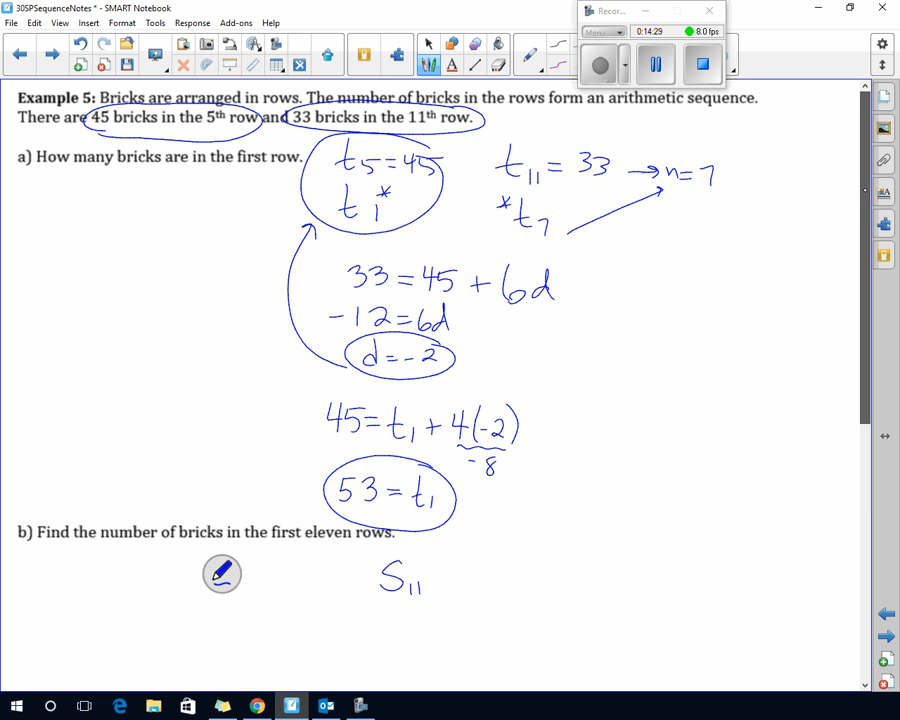 30SPSequenceNotes * - SMART Notebook
Recor...
File Edit View Insert Format Tools Response Add-ons Help
Menu
0:14:29
8.0 fps
Example 5: Bricks are arranged in rows. The number of bricks in the rows form an arithmetic sequence.
There are 45 bricks in the 5th row and 33 bricks in the 11th row.
a) How many bricks are in the first row.
t5 = 45
t11 = 33 → n = 7
t1*
*t7
33 = 45 + 6d
-12 = 6d
d = -2
45 = t1 + 4(-2)
-8
53 = t1
b) Find the number of bricks in the first eleven rows.
S11